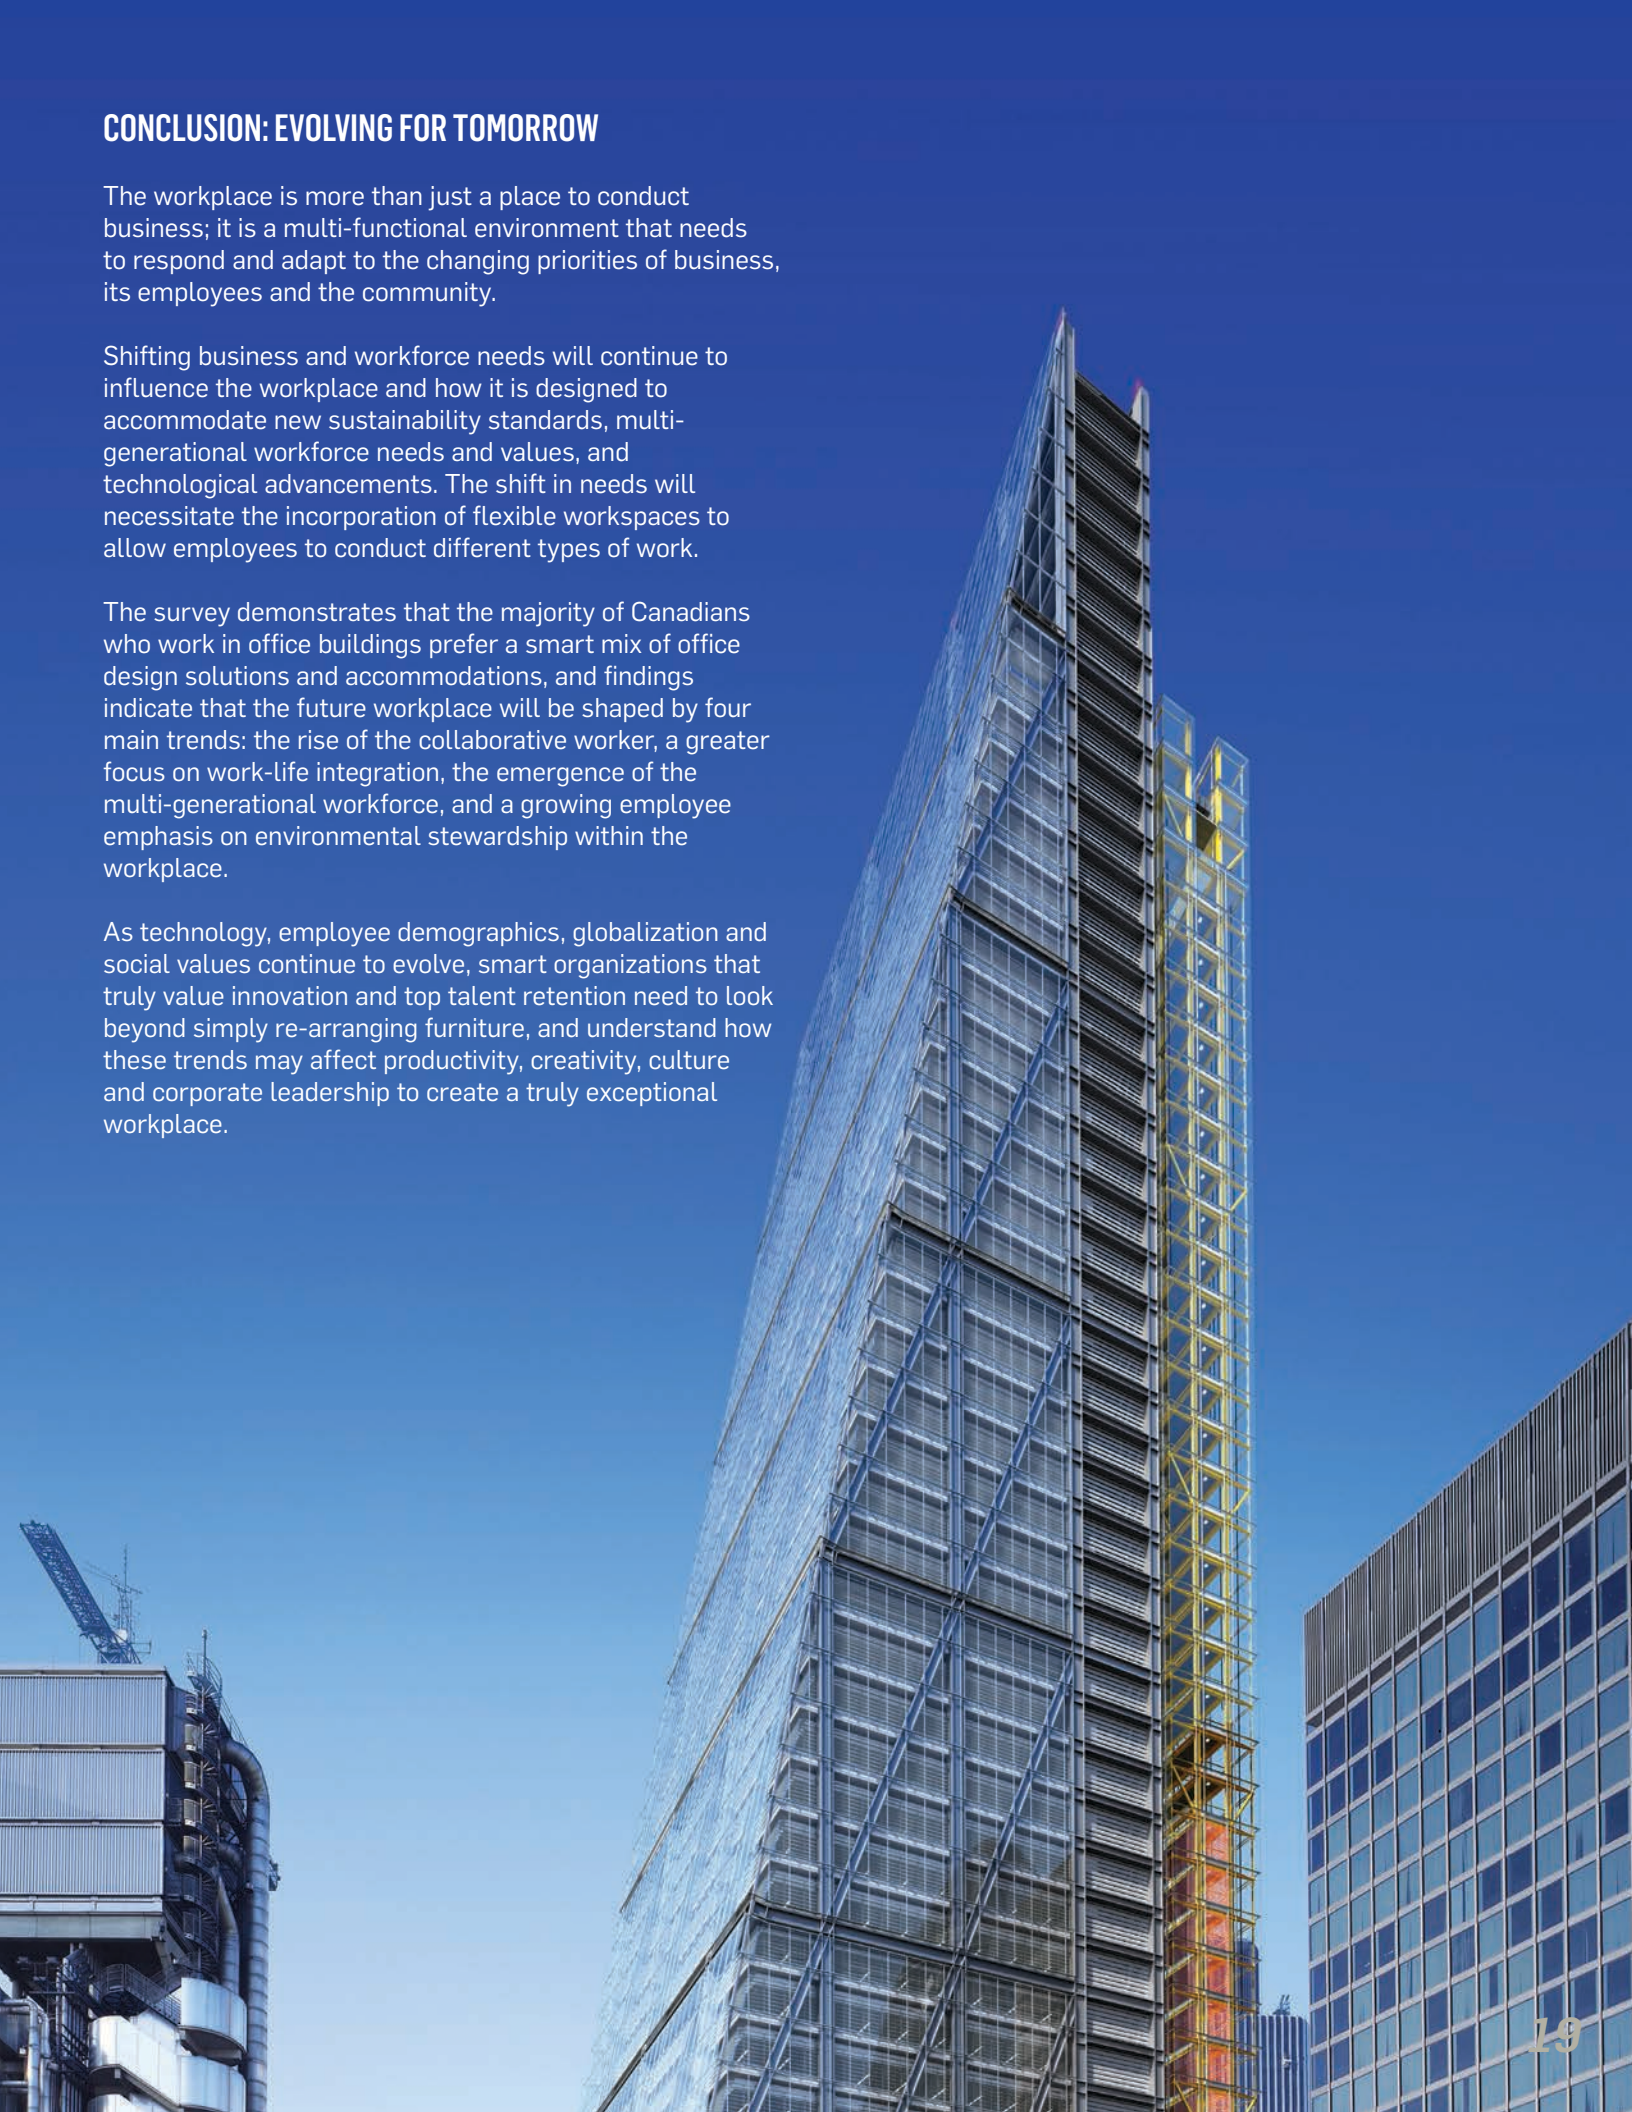 CONCLUSION: EVOLVING FOR TOMORROW
The workplace is more than just a place to conduct
business; it is a multi-functional environment that needs
to respond and adapt to the changing priorities of business,
its employees and the community.
Shifting business and workforce needs will continue to
influence the workplace and how it is designed to
accommodate new sustainability standards, multi-
generational workforce needs and values, and
technological advancements. The shift in needs will
necessitate the incorporation of flexible workspaces to
allow employees to conduct different types of work.
The survey demonstrates that the majority of Canadians
who work in office buildings prefer a smart mix of office
design solutions and accommodations, and findings
indicate that the future workplace will be shaped by four
main trends: the rise of the collaborative worker, a greater
focus on work-life integration, the emergence of the
multi-generational workforce, and a growing employee
emphasis on environmental stewardship within the
workplace.
As technology, employee demographics, globalization and
social values continue to evolve, smart organizations that
truly value innovation and top talent retention need to look
beyond simply re-arranging furniture, and understand how
these trends may affect productivity, creativity, culture
and corporate leadership to create a truly exceptional
workplace.
19